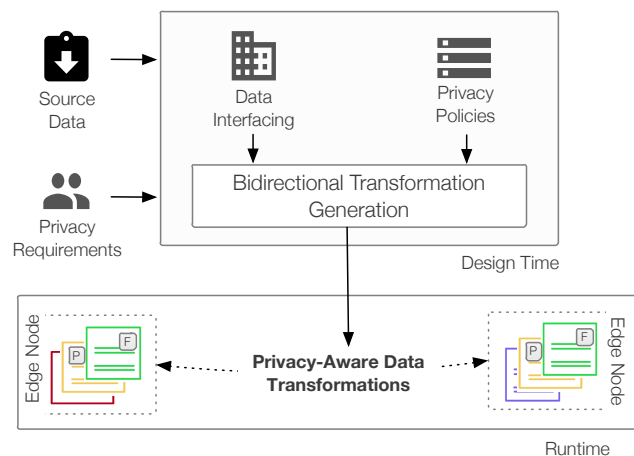 Source
Data
Data
Interfacing
Privacy
Policies
Privacy
Requirements
Bidirectional Transformation
Generation
Design Time
Edge Node
P
F
Privacy-Aware Data
Transformations
P
F
Edge Node
Runtime